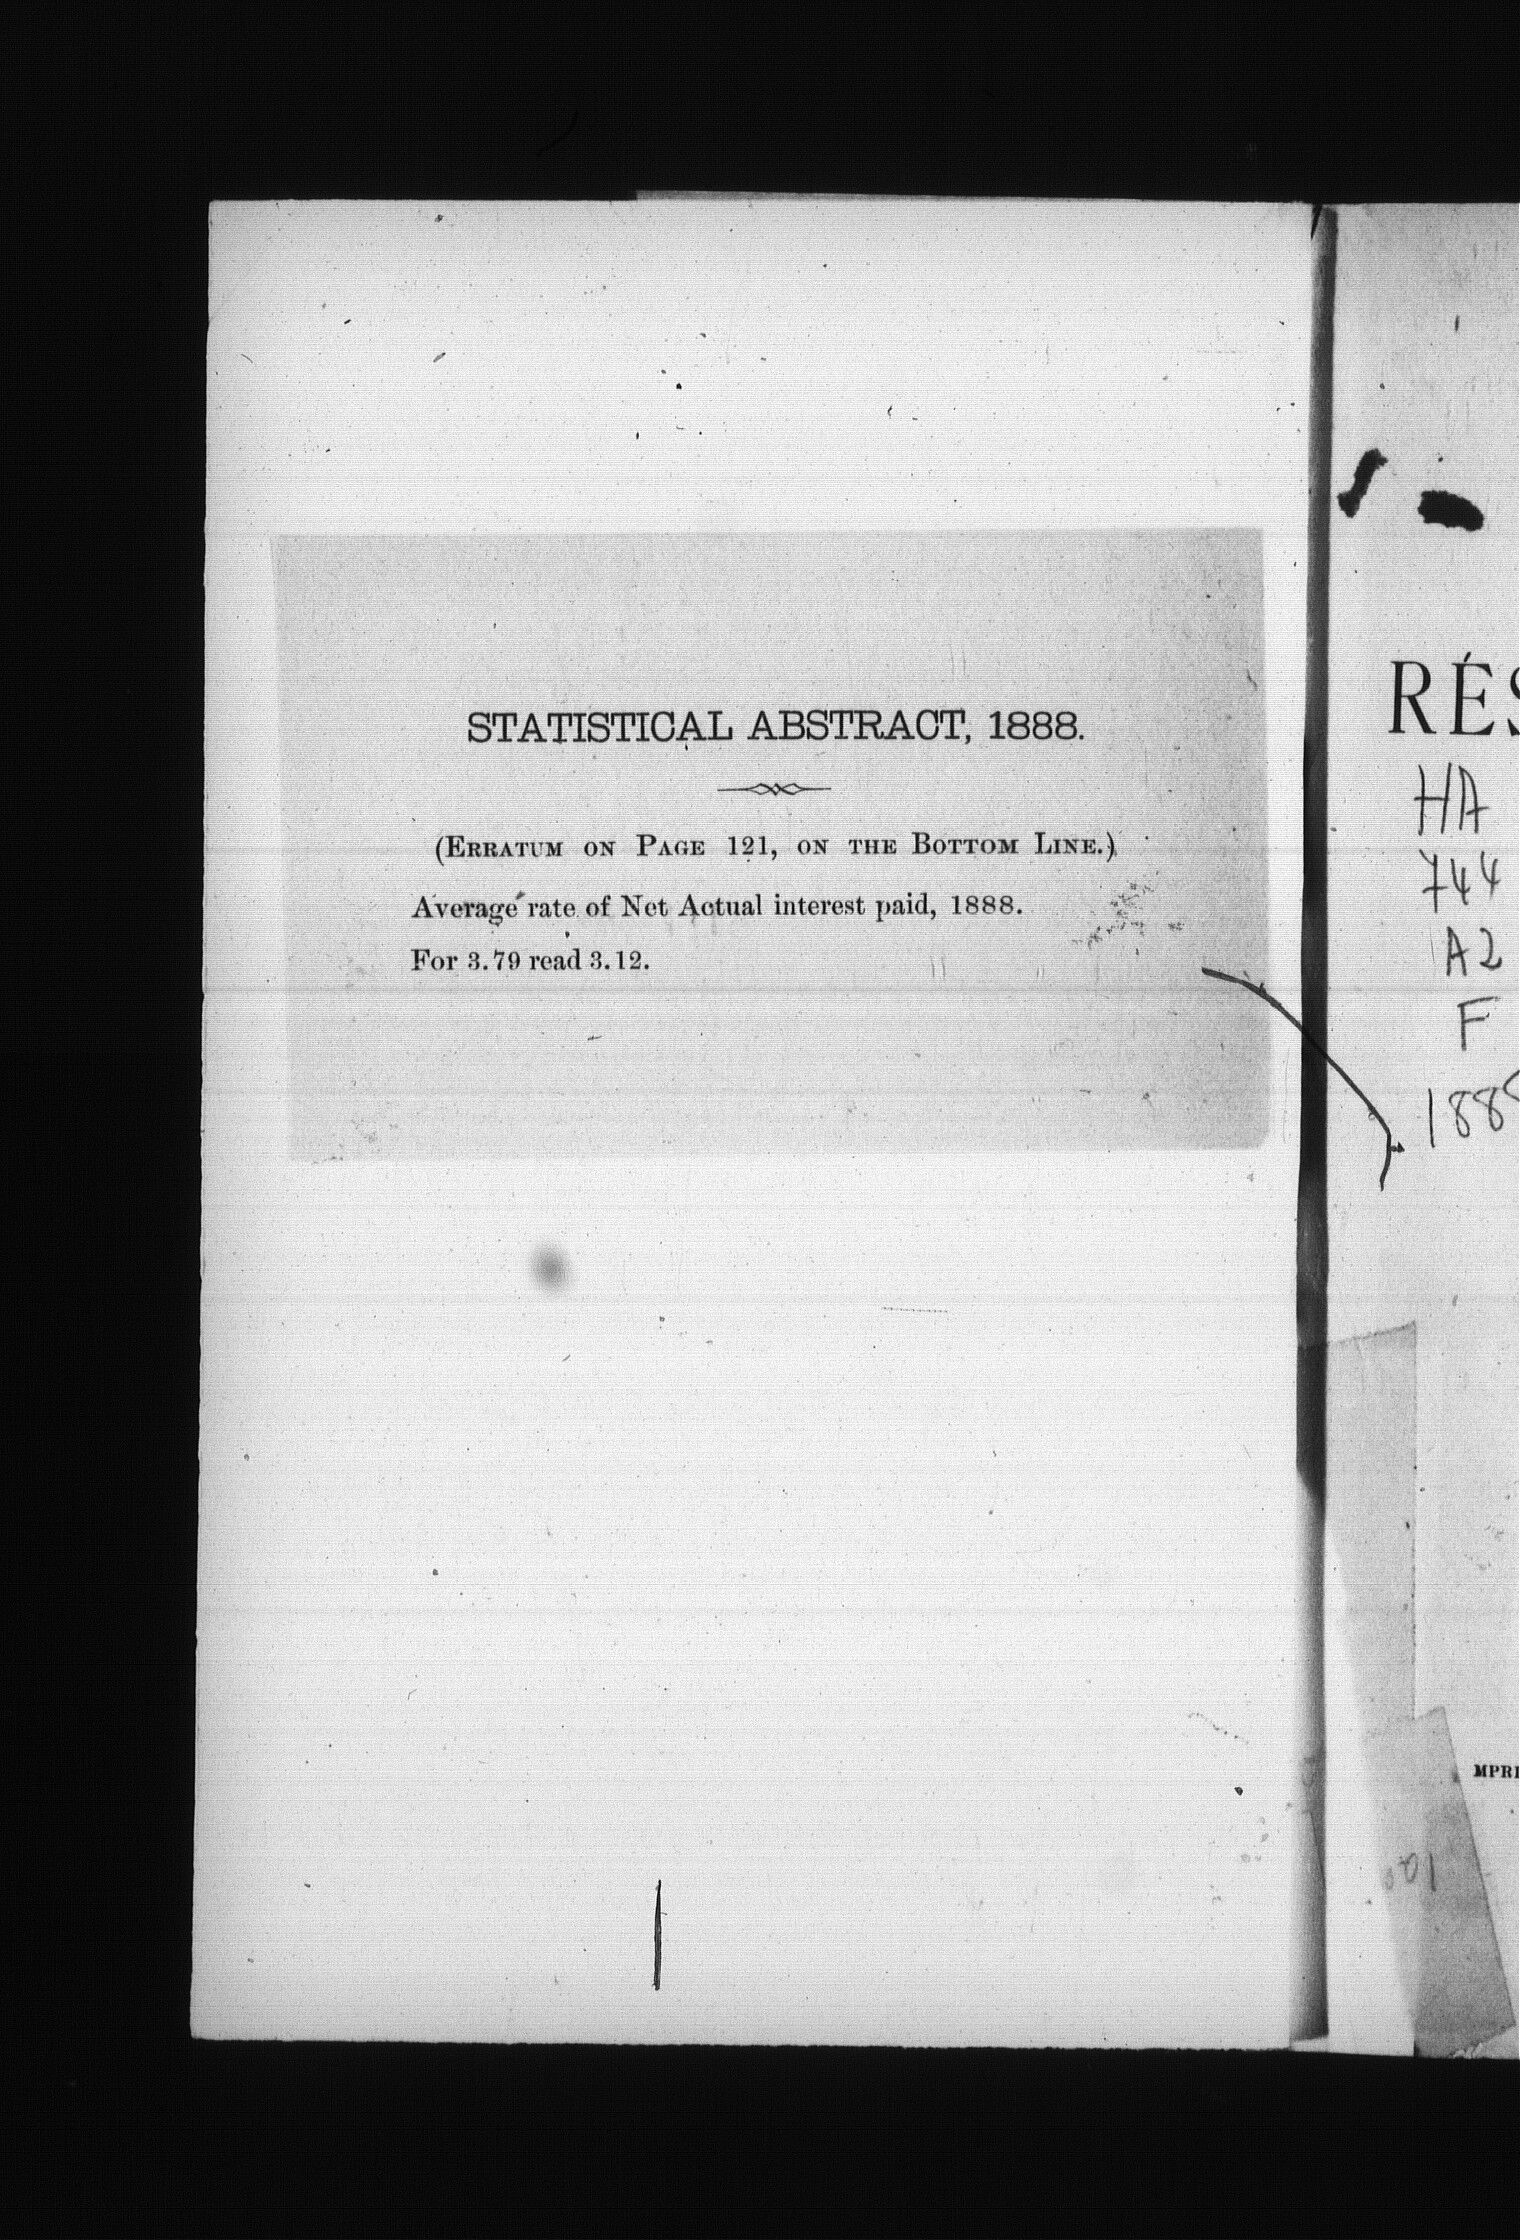 STATISTICAL ABSTRACT, 1888.
(ERRATUM ON PAGE 121, ON THE BOTTOM LINE.)
Average rate of Net Actual interest paid, 1888.
For 3.79 read 3.12.
RÉS
HA
744
A2
F
188
MPRI